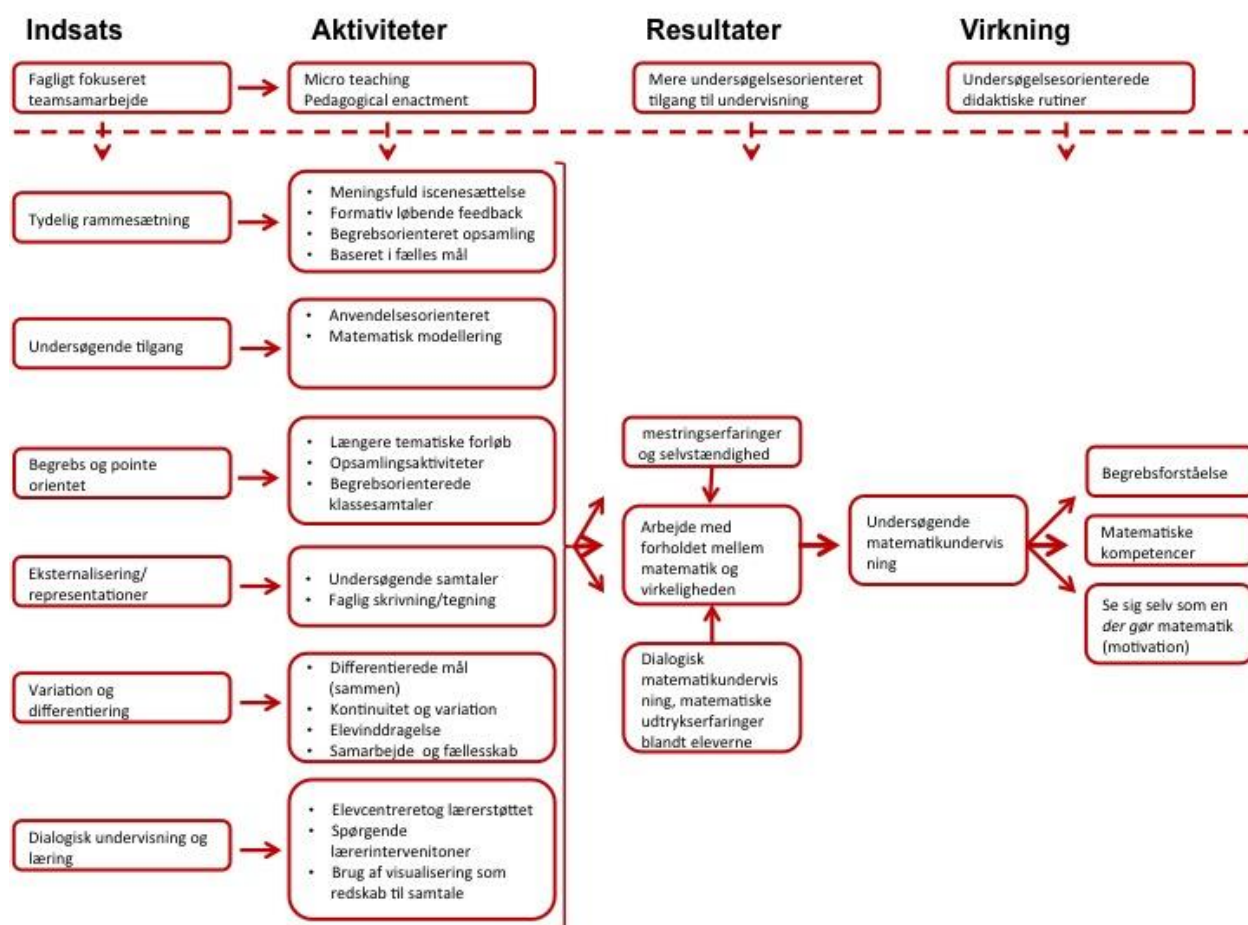 Indsats
Aktiviteter
Resultater
Virkning
Fagligt fokuseret
teamsamarbejde
Micro teaching
Pedagogical enactment
Mere undersøgelsesorienteret
tilgang til undervisning
Undersøgelsesorienterede
didaktiske rutiner
Tydelig rammesætning
• Meningsfuld iscenesættelse
• Formativ løbende feedback
• Begrebsorienteret opsamling
• Baseret i fælles mål
Undersøgende tilgang
• Anvendelsesorienteret
• Matematisk modellering
Begrebs og pointe
orientet
• Længere tematiske forløb
• Opsamlingsaktiviteter
• Begrebsorienterede
klassesamtaler
Eksternalisering/
representationer
• Undersøgende samtaler
• Faglig skrivning/tegning
Variation og
differentiering
• Differentierede mål
(sammen)
• Kontinuitet og variation
• Elevinddragelse
• Samarbejde og fællesskab
Dialogisk undervisning og
læring
• Elevcentreretog lærerstøttet
• Spørgende
lærerintervenitoner
• Brug af visualisering som
redskab til samtale
mestringserfaringer
og selvstændighed
Arbejde med
forholdet mellem
matematik og
virkeligheden
Dialogisk
matematikundervis
ning, matematiske
udtrykserfaringer
blandt eleverne
Undersøgende
matematikundervis
ning
Begrebsforståelse
Matematiske
kompetencer
Se sig selv som en
der gør matematik
(motivation)